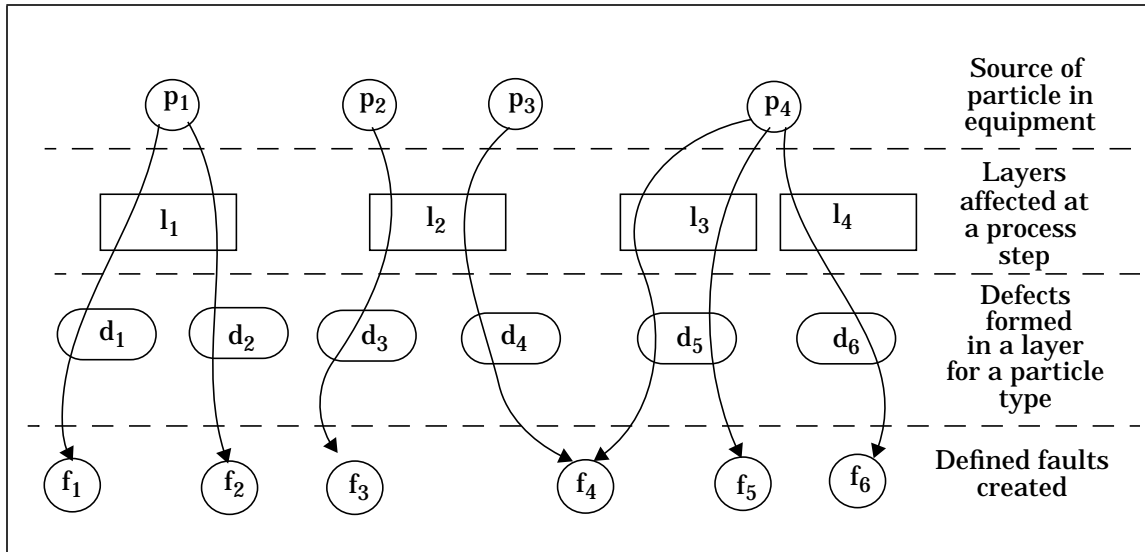 p1 p2 p3 p4
Source of
particle in
equipment
l1 l2 l3 l4
Layers
affected at
a process
step
d1 d2 d3 d4 d5 d6
Defects
formed
in a layer
for a particle
type
f1 f2 f3 f4 f5 f6
Defined faults
created